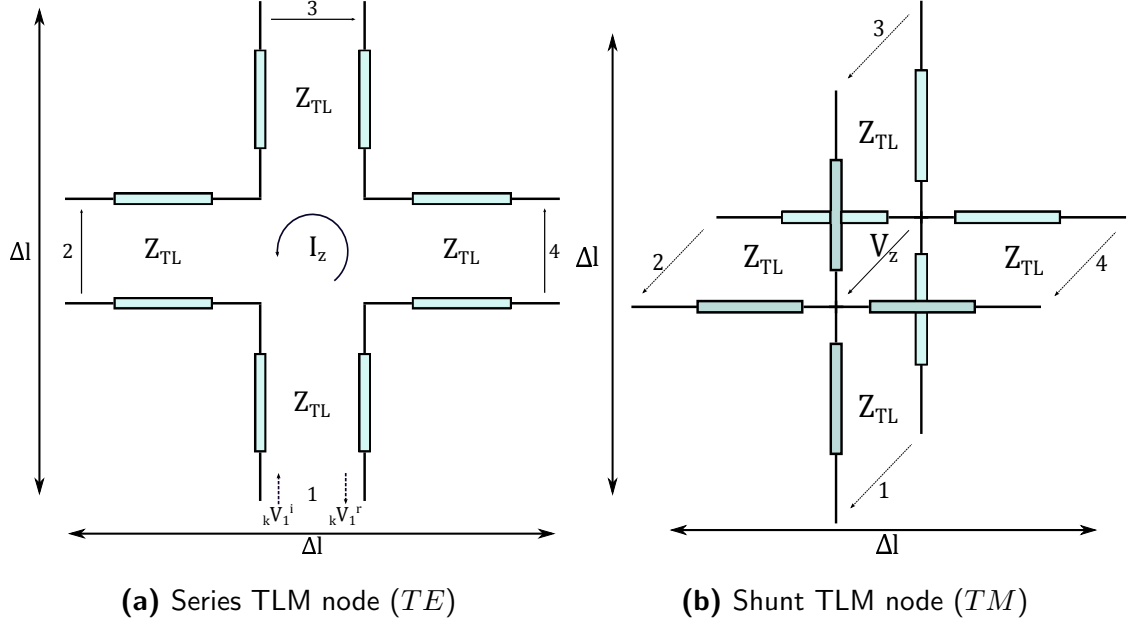 3
Z_TL
Δl
2
Z_TL
I_z
Z_TL
4
Z_TL
1
_kV_1^i
_kV_1^r
Δl
(a) Series TLM node (TE)
3
Z_TL
Δl
2
Z_TL
V_z
Z_TL
4
Z_TL
1
Δl
(b) Shunt TLM node (TM)